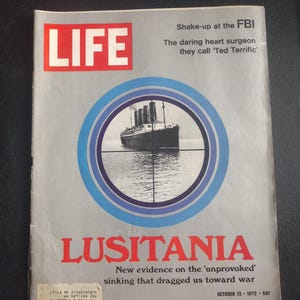 LIFE
Shake-up at the FBI
The daring heart surgeon
they call 'Ted Terrific'
LUSITANIA
New evidence on the 'unprovoked'
sinking that dragged us toward war
OCTOBER 13 • 1972 • 50¢